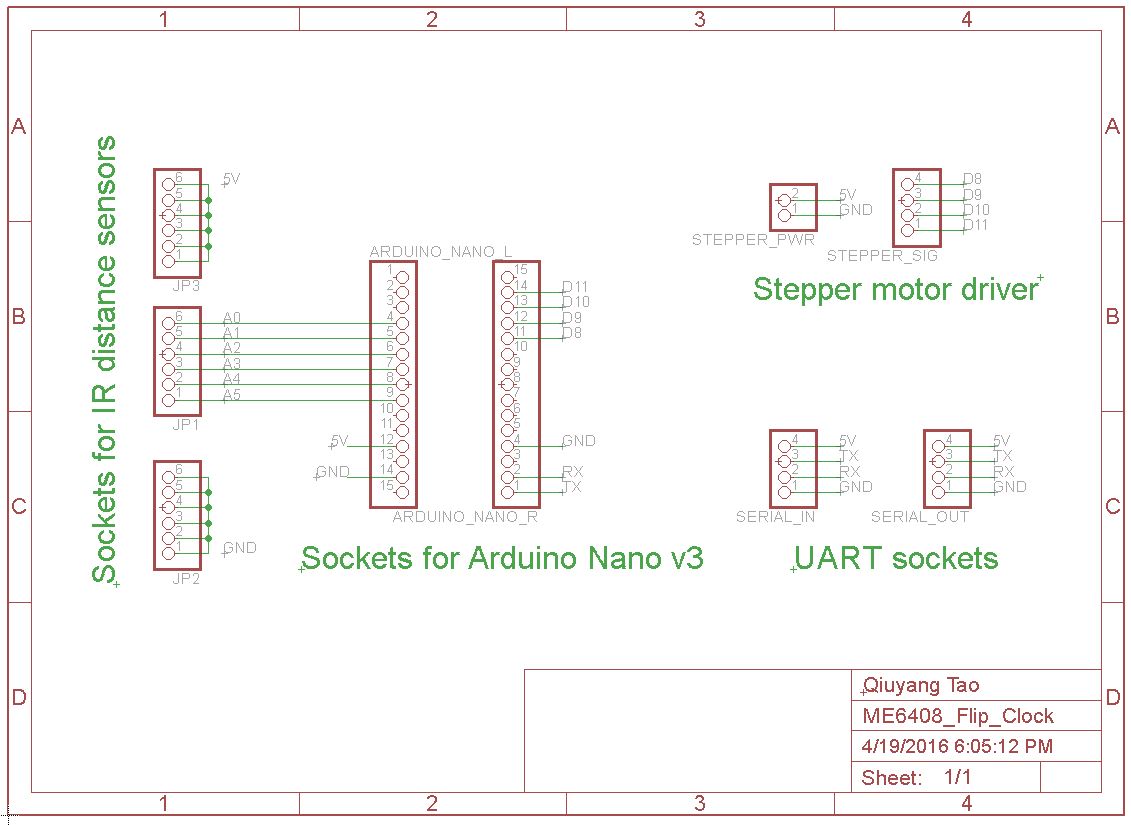 1 2 3 4
A
B
C
D
A
B
C
D
Sockets for IR distance sensors
6
5
4
3
2
1
5V
JP3
6
5
4
3
2
1
A0
A1
A2
A3
A4
A5
JP1
6
5
4
3
2
1
GND
JP2
ARDUINO_NANO_L
1
2
3
4
5
6
7
8
9
10
11
12
13
14
15
5V
GND
15
14
13
12
11
10
9
8
7
6
5
4
3
2
1
D11
D10
D9
D8
GND
RX
TX
ARDUINO_NANO_R
Sockets for Arduino Nano v3
2
1
5V
GND
STEPPER_PWR
4
3
2
1
D8
D9
D10
D11
STEPPER_SIG
Stepper motor driver
4
3
2
1
5V
TX
RX
GND
SERIAL_IN
4
3
2
1
5V
TX
RX
GND
SERIAL_OUT
UART sockets
Qiuyang Tao
ME6408_Flip_Clock
4/19/2016 6:05:12 PM
Sheet: 1/1
1 2 3 4